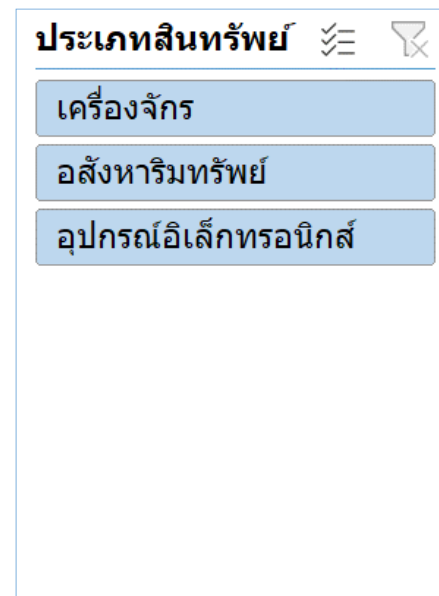 ประเภทสินทรัพย์
เครื่องจักร
อสังหาริมทรัพย์
อุปกรณ์อิเล็กทรอนิกส์